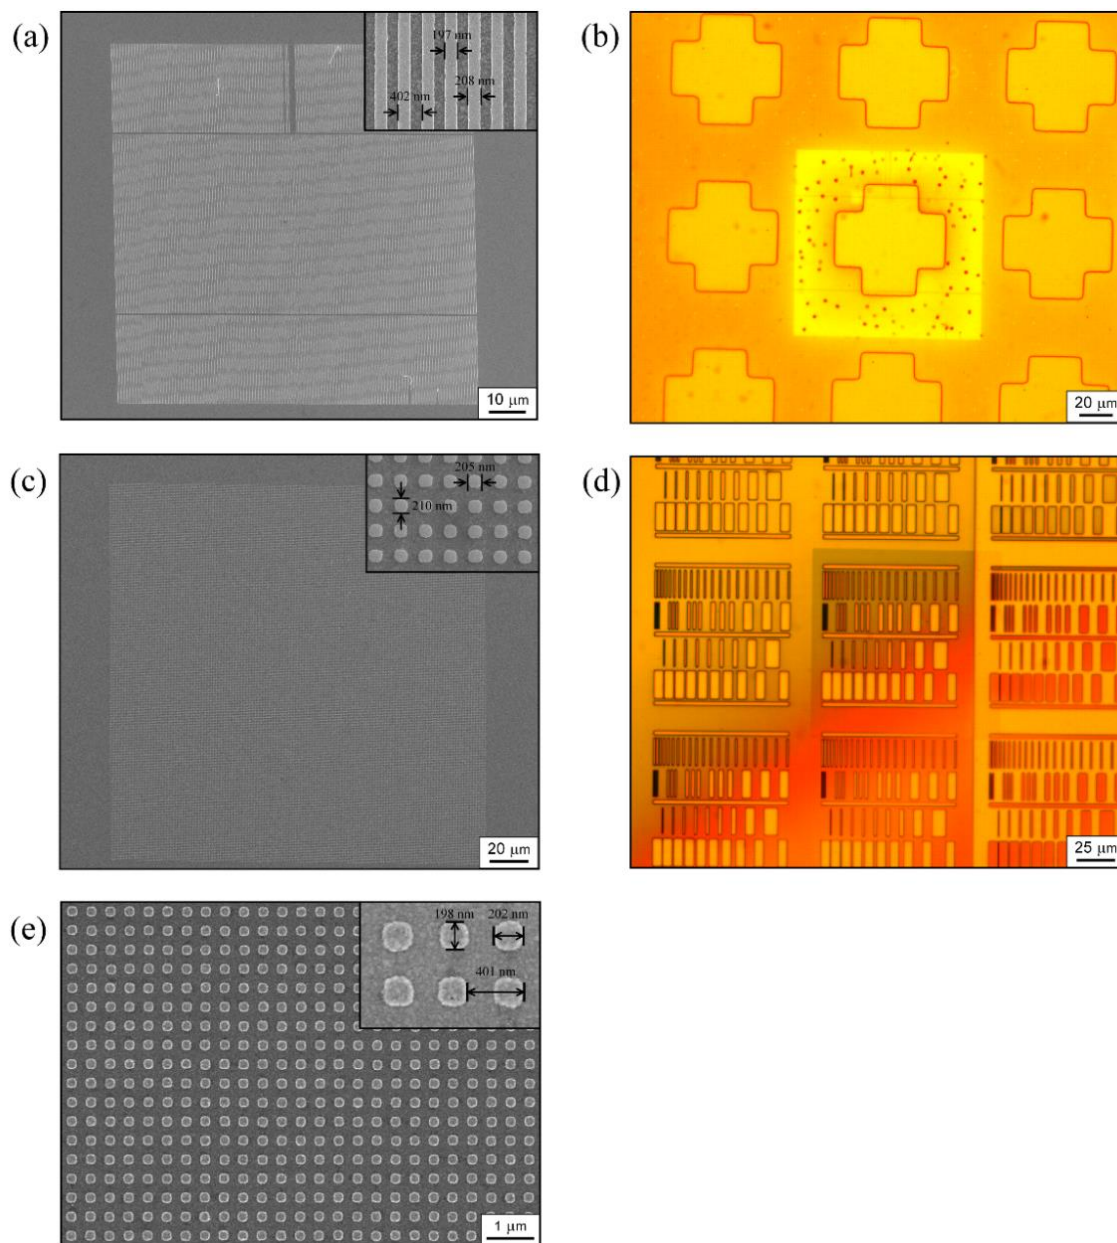 (a)
197 nm
208 nm
402 nm
10 μm
(b)
20 μm
(c)
205 nm
210 nm
20 μm
(d)
25 μm
(e)
198 nm
202 nm
401 nm
1 μm